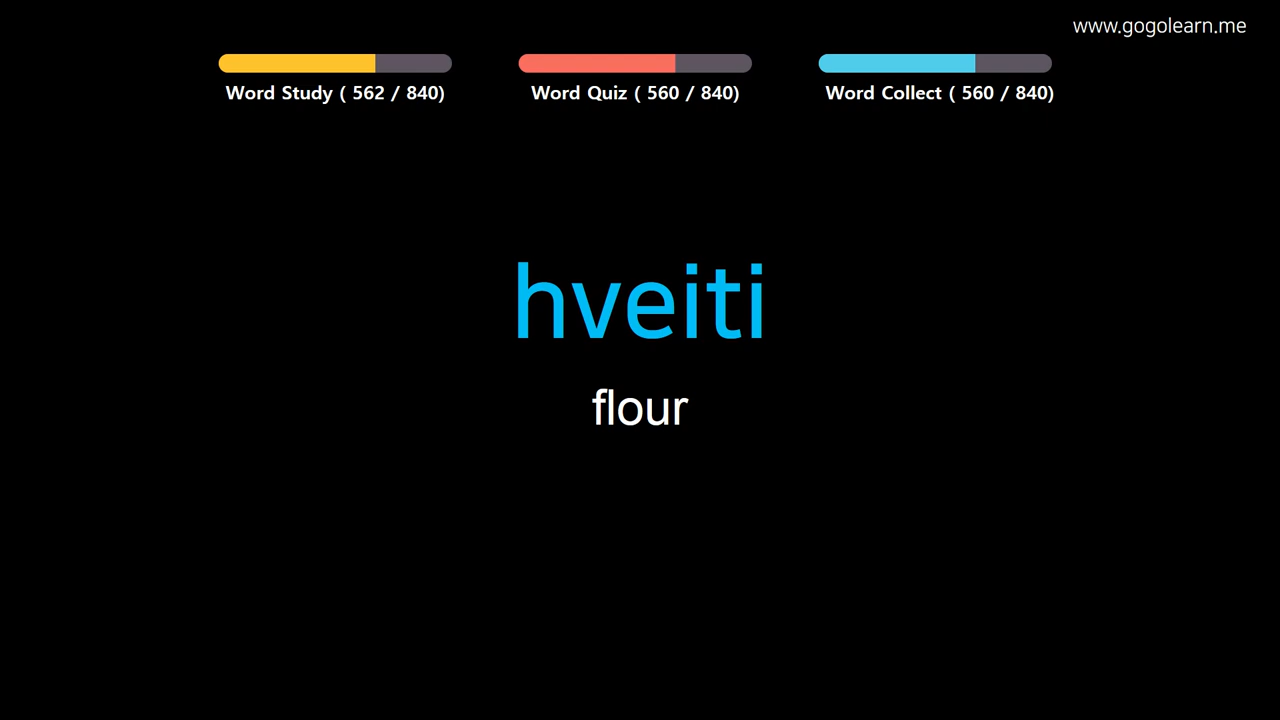 www.gogolearn.me
Word Study ( 562 / 840)
Word Quiz ( 560 / 840)
Word Collect ( 560 / 840)
hveiti
flour